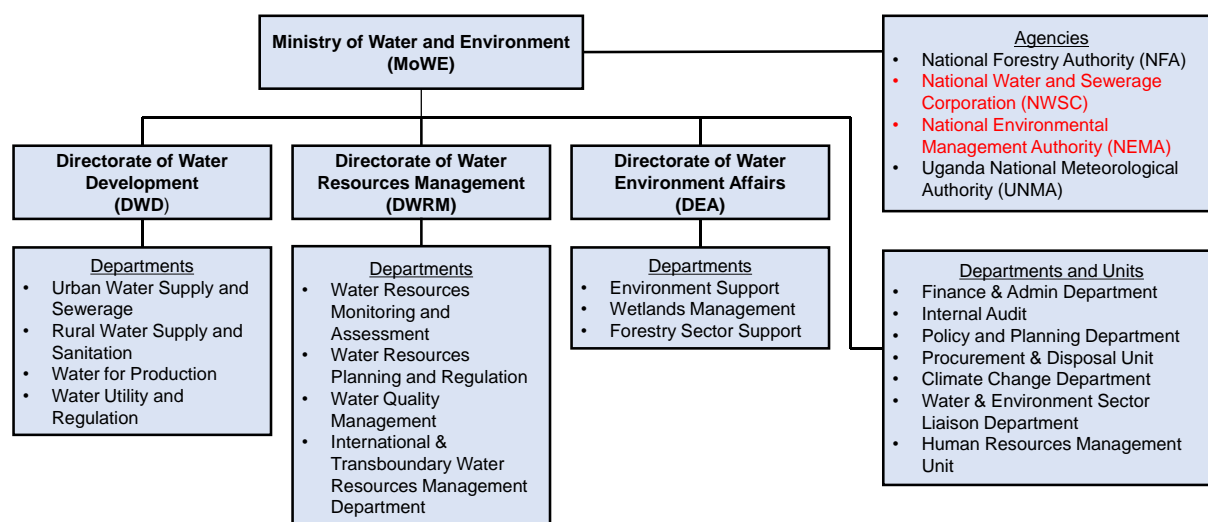 Ministry of Water and Environment
(MoWE)
Agencies
• National Forestry Authority (NFA)
• National Water and Sewerage
Corporation (NWSC)
• National Environmental
Management Authority (NEMA)
• Uganda National Meteorological
Authority (UNMA)
Directorate of Water
Development
(DWD)
Directorate of Water
Resources Management
(DWRM)
Directorate of Water
Environment Affairs
(DEA)
Departments
• Urban Water Supply and
Sewerage
• Rural Water Supply and
Sanitation
• Water for Production
• Water Utility and
Regulation
Departments
• Water Resources
Monitoring and
Assessment
• Water Resources
Planning and Regulation
• Water Quality
Management
• International &
Transboundary Water
Resources Management
Department
Departments
• Environment Support
• Wetlands Management
• Forestry Sector Support
Departments and Units
• Finance & Admin Department
• Internal Audit
• Policy and Planning Department
• Procurement & Disposal Unit
• Climate Change Department
• Water & Environment Sector
Liaison Department
• Human Resources Management
Unit